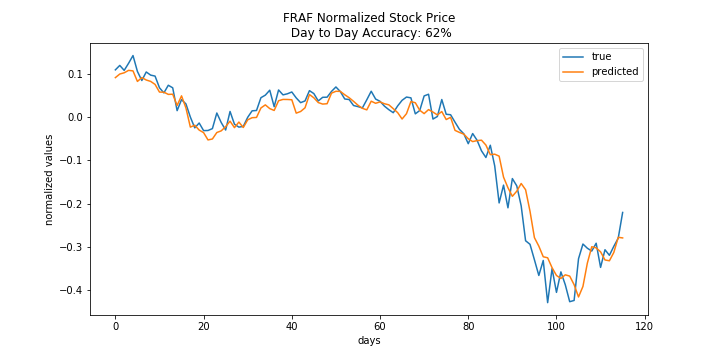 FRAF Normalized Stock Price
Day to Day Accuracy: 62%
true
predicted
normalized values
0.1
0.0
−0.1
−0.2
−0.3
−0.4
0
20
40
60
80
100
120
days